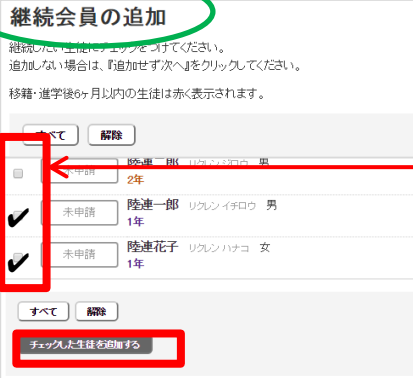 継続会員の追加
継続したい生徒にチェックをつけてください。
追加しない場合は、『追加せず次へ』をクリックしてください。
移籍・進学後6ヶ月以内の生徒は赤く表示されます。
すべて 解除
未申請 陸連二郎 リクレン ジロウ 男
2年
未申請 陸連一郎 リクレン イチロウ 男
1年
未申請 陸連花子 リクレン ハナコ 女
1年
すべて 解除
チェックした生徒を追加する